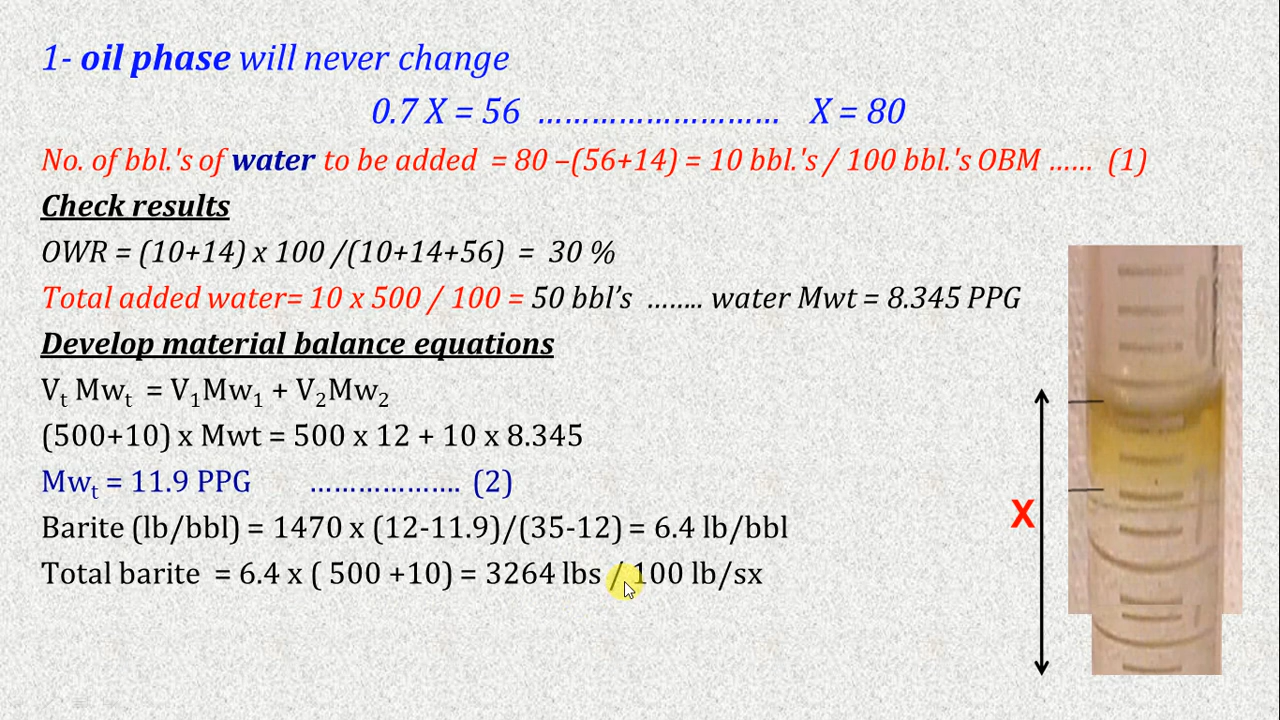 1- oil phase will never change
0.7 X = 56 ........................... X = 80
No. of bbl.'s of water to be added = 80 –(56+14) = 10 bbl.'s / 100 bbl.'s OBM ...... (1)
Check results
OWR = (10+14) x 100 /(10+14+56) = 30 %
Total added water= 10 x 500 / 100 = 50 bbl’s ........ water Mwt = 8.345 PPG
Develop material balance equations
Vt Mwt = V1Mw1 + V2Mw2
(500+10) x Mwt = 500 x 12 + 10 x 8.345
Mwt = 11.9 PPG ................... (2)
X
Barite (lb/bbl) = 1470 x (12-11.9)/(35-12) = 6.4 lb/bbl
Total barite = 6.4 x ( 500 +10) = 3264 lbs / 100 lb/sx